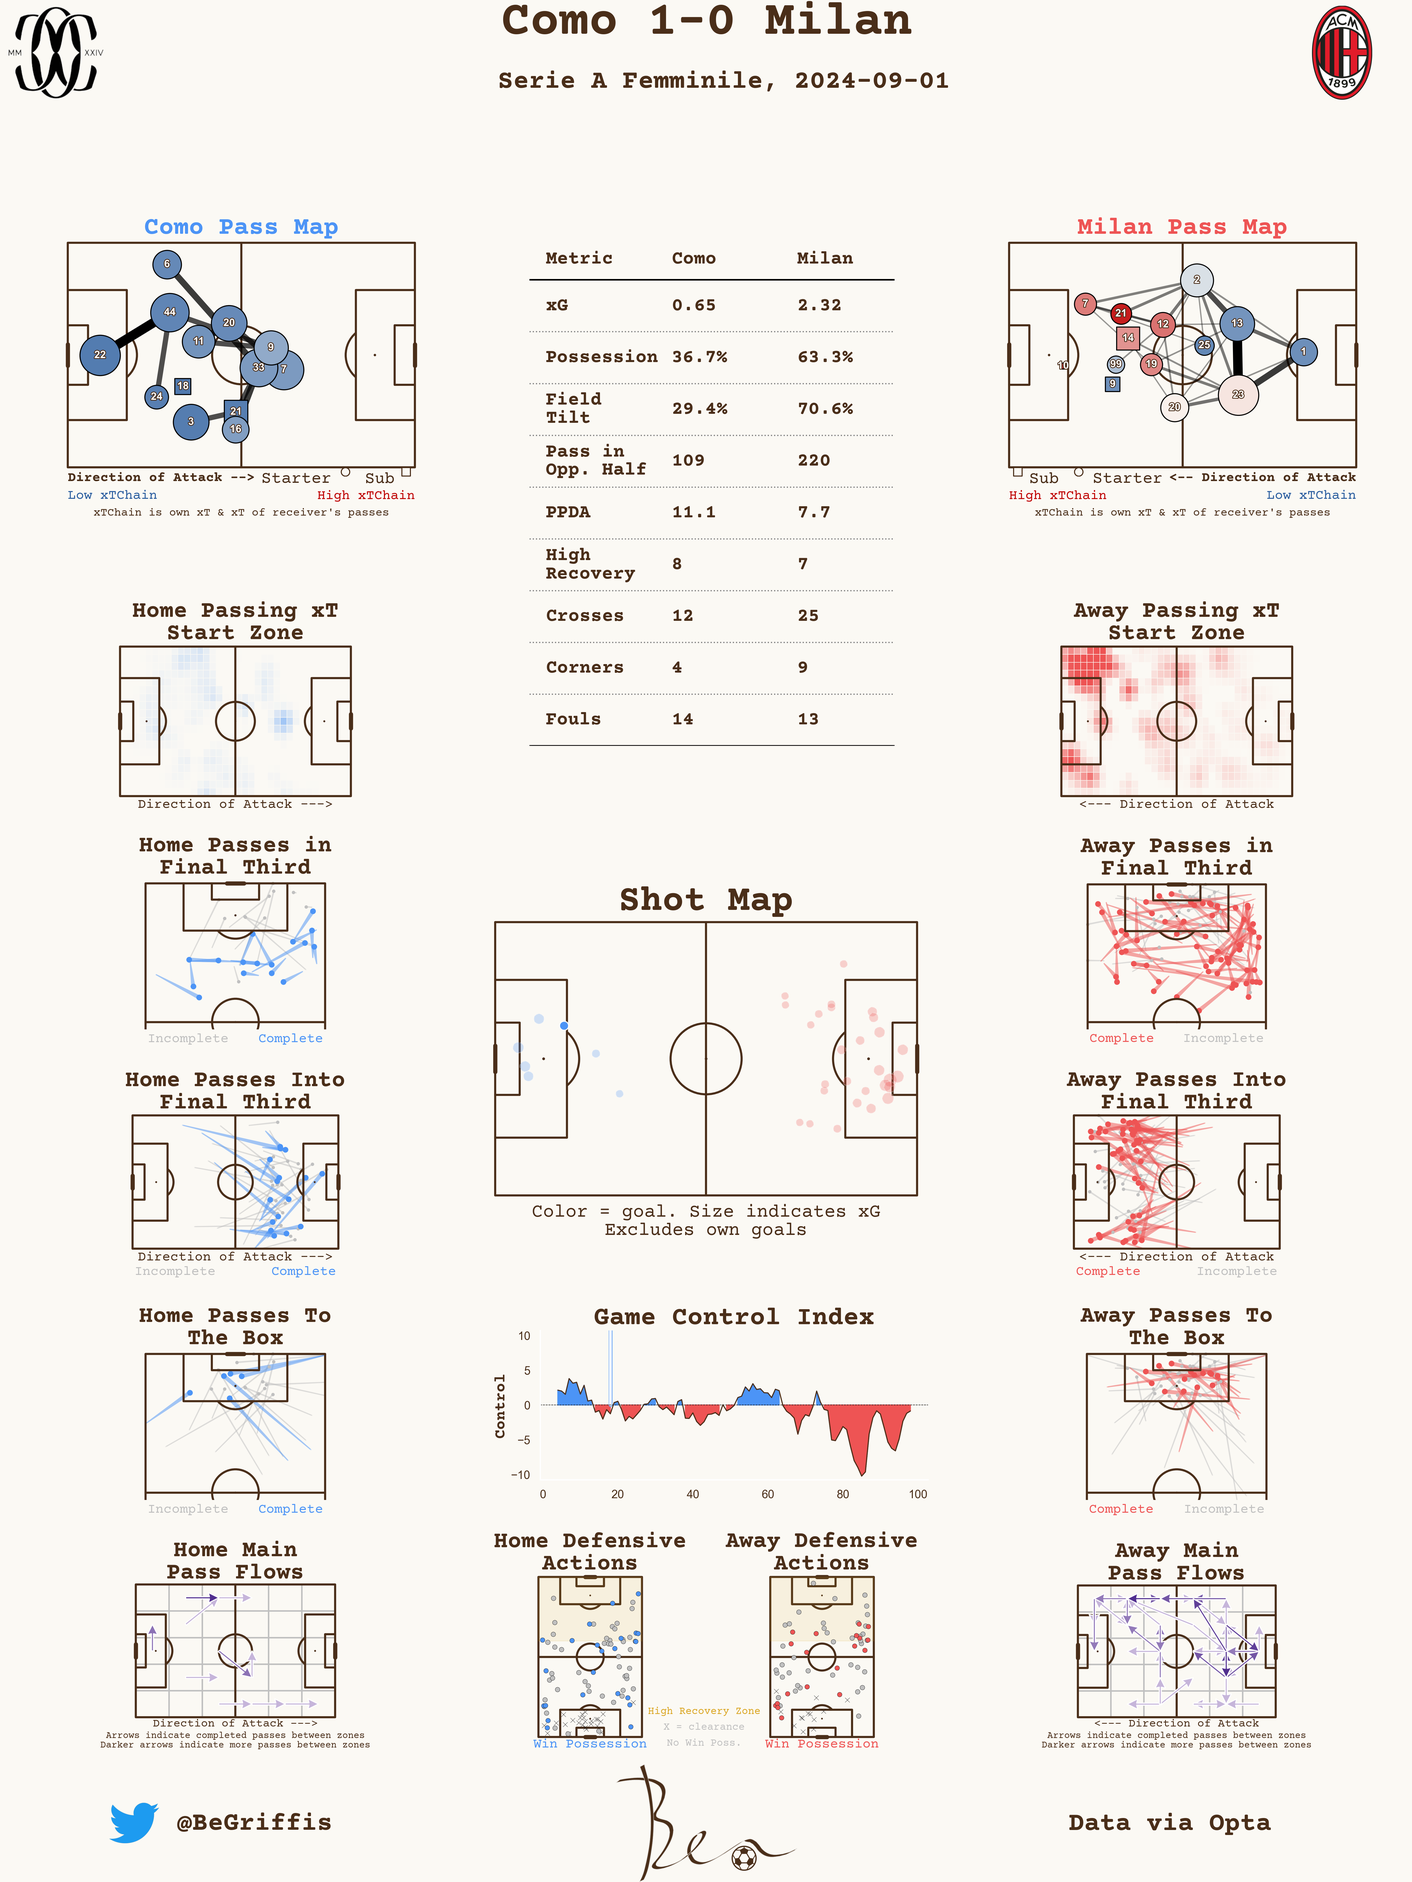 Como 1-0 Milan
Serie A Femminile, 2024-09-01
MM XXIV
ACM
1899
Como Pass Map
6
44
20
11
9
22
33
7
18
24
21
3
16
Direction of Attack --> Starter Sub
Low xTChain High xTChain
xTChain is own xT & xT of receiver's passes
Metric Como Milan
xG 0.65 2.32
Possession 36.7% 63.3%
Field
Tilt 29.4% 70.6%
Pass in
Opp. Half 109 220
PPDA 11.1 7.7
High
Recovery 8 7
Crosses 12 25
Corners 4 9
Fouls 14 13
Milan Pass Map
2
7
21
12
13
14
25
1
10
99
19
9
23
20
Sub Starter <-- Direction of Attack
High xTChain Low xTChain
xTChain is own xT & xT of receiver's passes
Home Passing xT
Start Zone
Direction of Attack --->
Away Passing xT
Start Zone
<--- Direction of Attack
Home Passes in
Final Third
Incomplete Complete
Away Passes in
Final Third
Complete Incomplete
Shot Map
Color = goal. Size indicates xG
Excludes own goals
Home Passes Into
Final Third
Direction of Attack --->
Incomplete Complete
Away Passes Into
Final Third
<--- Direction of Attack
Complete Incomplete
Home Passes To
The Box
Incomplete Complete
Game Control Index
Control
10
5
0
−5
−10
0 20 40 60 80 100
Away Passes To
The Box
Complete Incomplete
Home Main
Pass Flows
Direction of Attack --->
Arrows indicate completed passes between zones
Darker arrows indicate more passes between zones
Home Defensive
Actions
Win Possession
Away Defensive
Actions
Win Possession
High Recovery Zone
X = clearance
No Win Poss.
Away Main
Pass Flows
<--- Direction of Attack
Arrows indicate completed passes between zones
Darker arrows indicate more passes between zones
@BeGriffis
Ben
Data via Opta